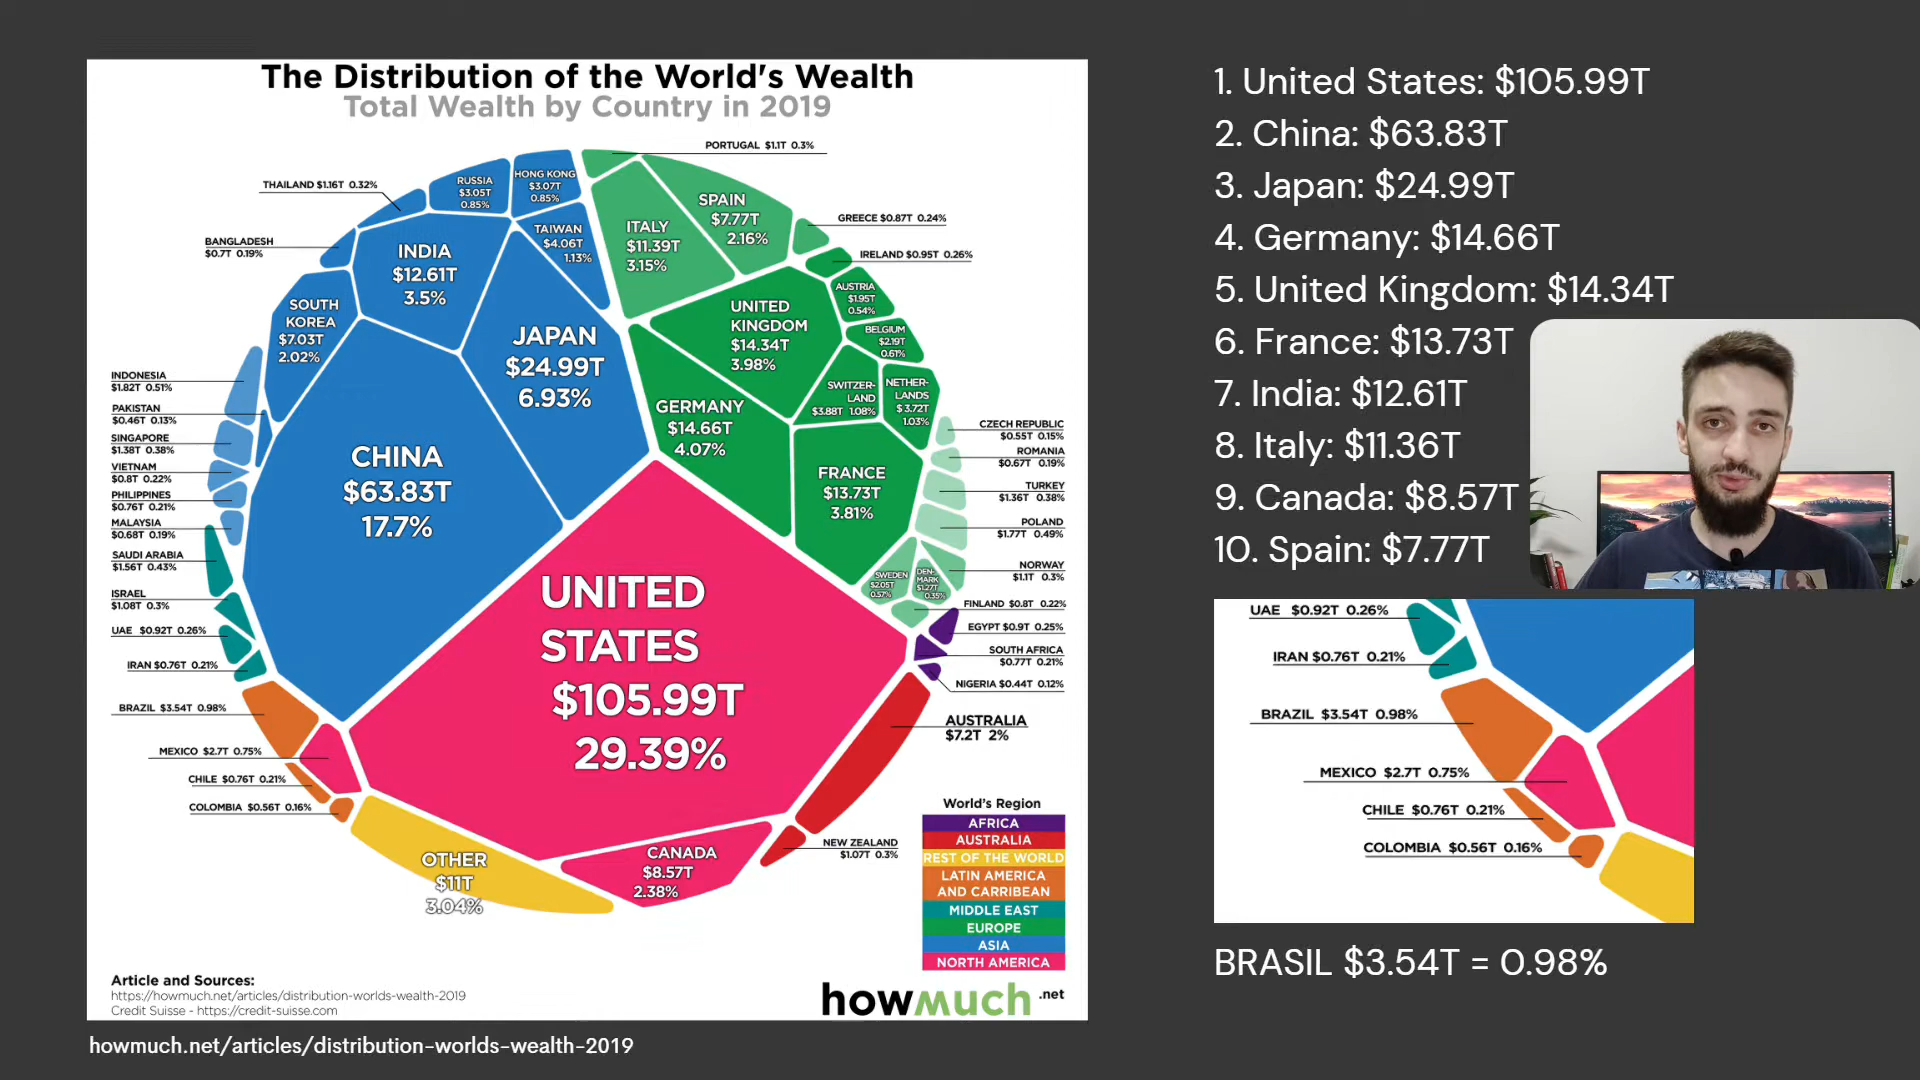 The Distribution of the World's Wealth
Total Wealth by Country in 2019
PORTUGAL $1.1T 0.3%
THAILAND $1.16T 0.32%
RUSSIA
$3.05T
0.85%
HONG KONG
$3.07T
0.85%
BANGLADESH
$0.7T 0.19%
INDIA
$12.61T
3.5%
TAIWAN
$4.06T
1.13%
ITALY
$11.39T
3.15%
SPAIN
$7.77T
2.16%
GREECE $0.87T 0.24%
IRELAND $0.95T 0.26%
AUSTRIA
$1.95T
0.54%
SOUTH
KOREA
$7.03T
2.02%
JAPAN
$24.99T
6.93%
UNITED
KINGDOM
$14.34T
3.98%
BELGIUM
$2.19T
0.61%
SWITZER-
LAND
$3.88T 1.08%
NETHER-
LANDS
$3.72T
1.03%
GERMANY
$14.66T
4.07%
FRANCE
$13.73T
3.81%
INDONESIA
$1.82T 0.51%
PAKISTAN
$0.46T 0.13%
SINGAPORE
$1.38T 0.38%
VIETNAM
$0.8T 0.22%
PHILIPPINES
$0.76T 0.21%
MALAYSIA
$0.68T 0.19%
SAUDI ARABIA
$1.56T 0.43%
ISRAEL
$1.08T 0.3%
UAE $0.92T 0.26%
IRAN $0.76T 0.21%
BRAZIL $3.54T 0.98%
MEXICO $2.7T 0.75%
CHILE $0.76T 0.21%
COLOMBIA $0.56T 0.16%
CHINA
$63.83T
17.7%
UNITED
STATES
$105.99T
29.39%
CZECH REPUBLIC
$0.55T 0.15%
ROMANIA
$0.67T 0.19%
TURKEY
$1.36T 0.38%
POLAND
$1.77T 0.49%
NORWAY
$1.1T 0.3%
SWEDEN
$2.05T
0.57%
DEN-
MARK
$1.27T
0.35%
FINLAND $0.8T 0.22%
EGYPT $0.9T 0.25%
SOUTH AFRICA
$0.77T 0.21%
NIGERIA $0.44T 0.12%
AUSTRALIA
$7.2T 2%
NEW ZEALAND
$1.07T 0.3%
OTHER
$11T
3.04%
CANADA
$8.57T
2.38%
World's Region
AFRICA
AUSTRALIA
REST OF THE WORLD
LATIN AMERICA
AND CARRIBEAN
MIDDLE EAST
EUROPE
ASIA
NORTH AMERICA
Article and Sources:
https://howmuch.net/articles/distribution-worlds-wealth-2019
Credit Suisse - https://credit-suisse.com
howmuch.net
howmuch.net/articles/distribution-worlds-wealth-2019
1. United States: $105.99T
2. China: $63.83T
3. Japan: $24.99T
4. Germany: $14.66T
5. United Kingdom: $14.34T
6. France: $13.73T
7. India: $12.61T
8. Italy: $11.36T
9. Canada: $8.57T
10. Spain: $7.77T
UAE $0.92T 0.26%
IRAN $0.76T 0.21%
BRAZIL $3.54T 0.98%
MEXICO $2.7T 0.75%
CHILE $0.76T 0.21%
COLOMBIA $0.56T 0.16%
BRASIL $3.54T = 0.98%